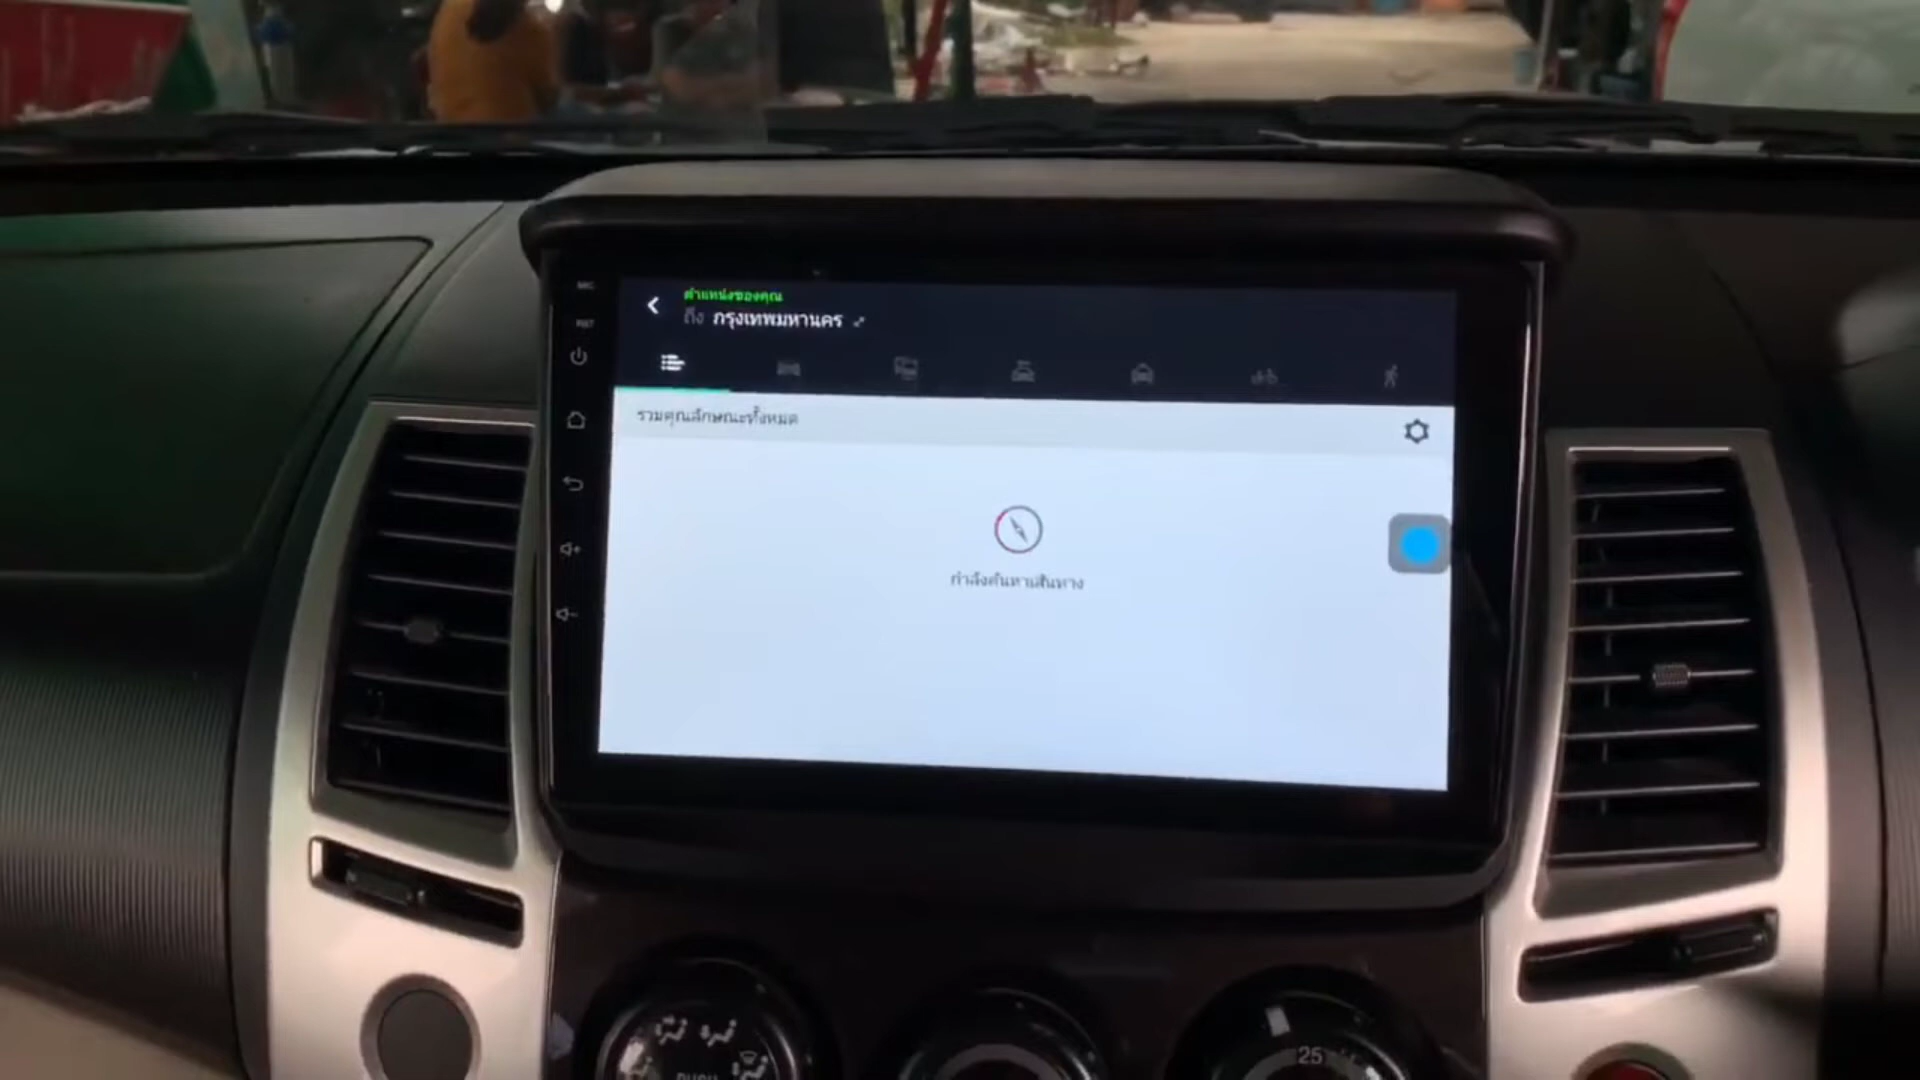 MIC
RST
ตำแหน่งของคุณ
ถึง กรุงเทพมหานคร
รวมคุณลักษณะทั้งหมด
กำลังค้นหาเส้นทาง
25